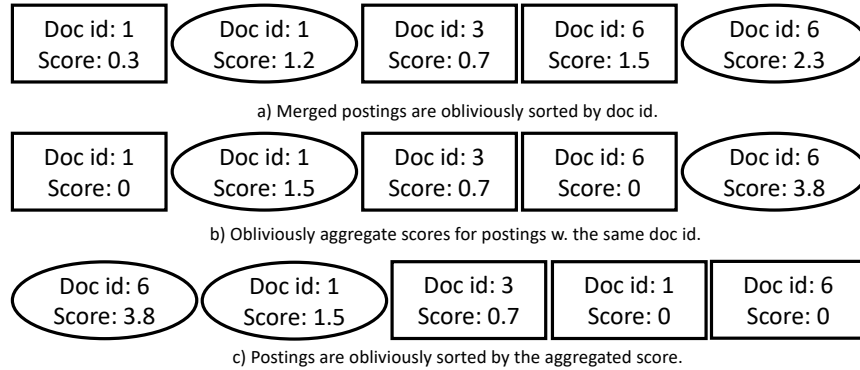 Doc id: 1
Score: 0.3
Doc id: 1
Score: 1.2
Doc id: 3
Score: 0.7
Doc id: 6
Score: 1.5
Doc id: 6
Score: 2.3
a) Merged postings are obliviously sorted by doc id.
Doc id: 1
Score: 0
Doc id: 1
Score: 1.5
Doc id: 3
Score: 0.7
Doc id: 6
Score: 0
Doc id: 6
Score: 3.8
b) Obliviously aggregate scores for postings w. the same doc id.
Doc id: 6
Score: 3.8
Doc id: 1
Score: 1.5
Doc id: 3
Score: 0.7
Doc id: 1
Score: 0
Doc id: 6
Score: 0
c) Postings are obliviously sorted by the aggregated score.